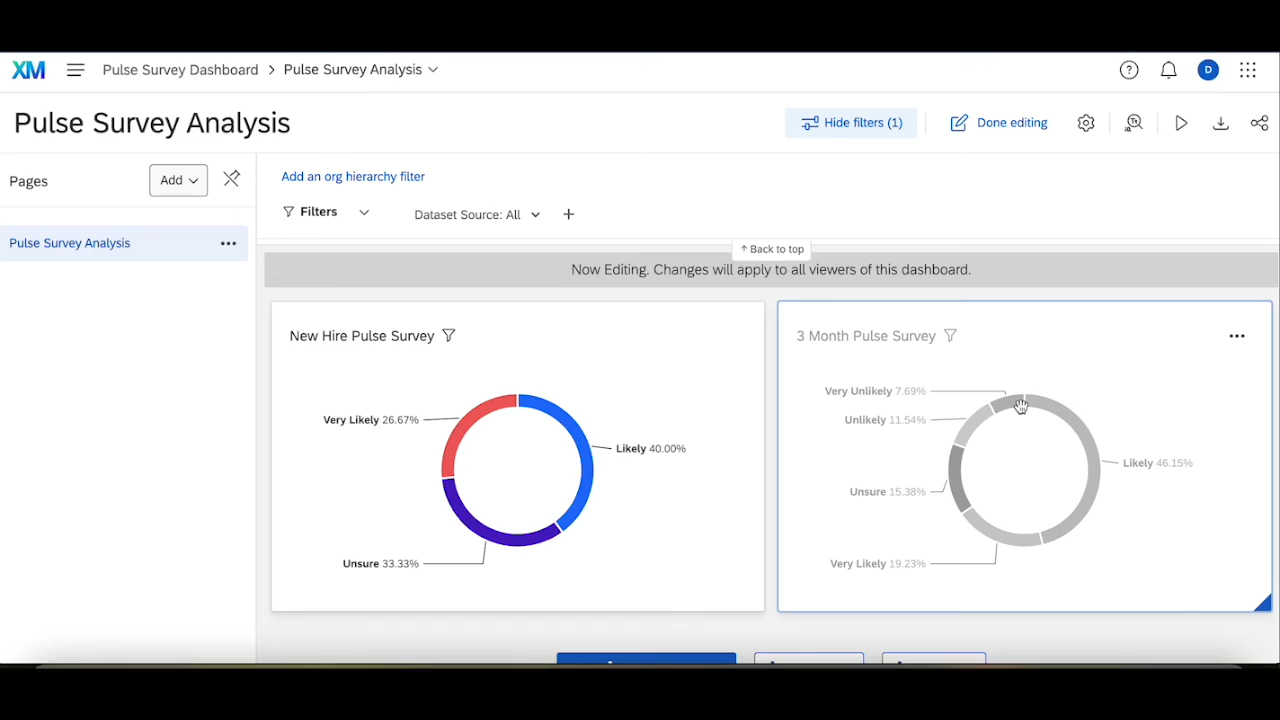 XM Pulse Survey Dashboard > Pulse Survey Analysis
? D
Pulse Survey Analysis
Hide filters (1)
Done editing
Pages
Add
Pulse Survey Analysis
Add an org hierarchy filter
Filters
Dataset Source: All
↑ Back to top
Now Editing. Changes will apply to all viewers of this dashboard.
New Hire Pulse Survey
Very Likely 26.67%
Likely 40.00%
Unsure 33.33%
3 Month Pulse Survey
Very Unlikely 7.69%
Unlikely 11.54%
Likely 46.15%
Unsure 15.38%
Very Likely 19.23%